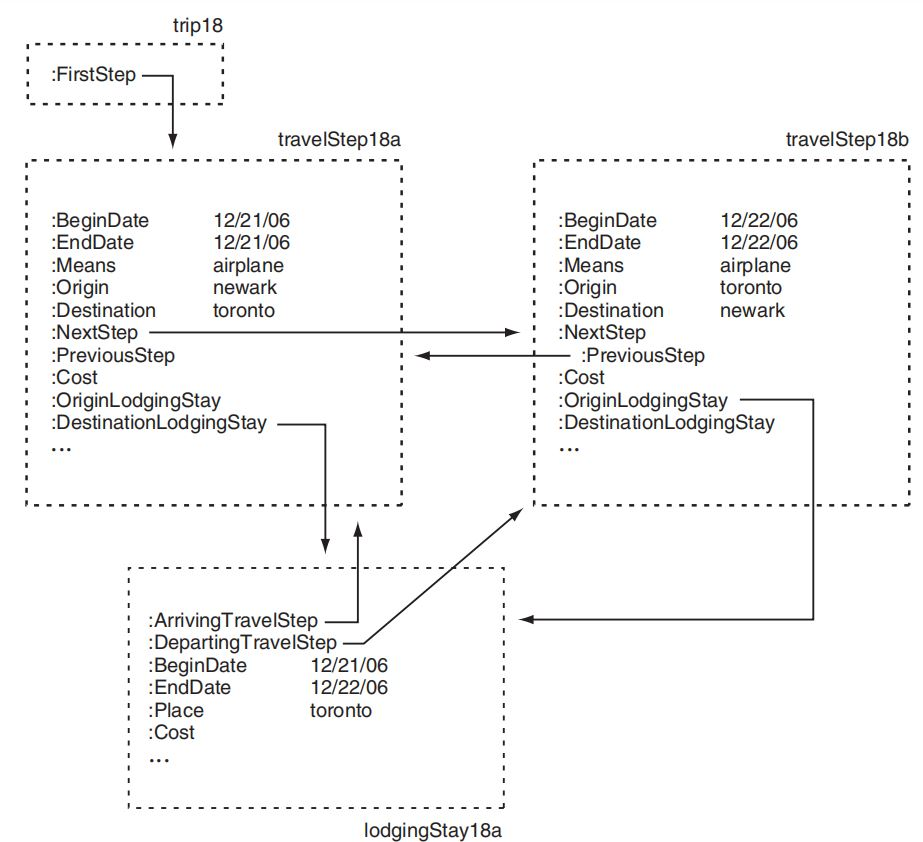 trip18
:FirstStep
travelStep18a
:BeginDate 12/21/06
:EndDate 12/21/06
:Means airplane
:Origin newark
:Destination toronto
:NextStep
:PreviousStep
:Cost
:OriginLodgingStay
:DestinationLodgingStay
...
travelStep18b
:BeginDate 12/22/06
:EndDate 12/22/06
:Means airplane
:Origin toronto
:Destination newark
:NextStep
:PreviousStep
:Cost
:OriginLodgingStay
:DestinationLodgingStay
...
:ArrivingTravelStep
:DepartingTravelStep
:BeginDate 12/21/06
:EndDate 12/22/06
:Place toronto
:Cost
...
lodgingStay18a